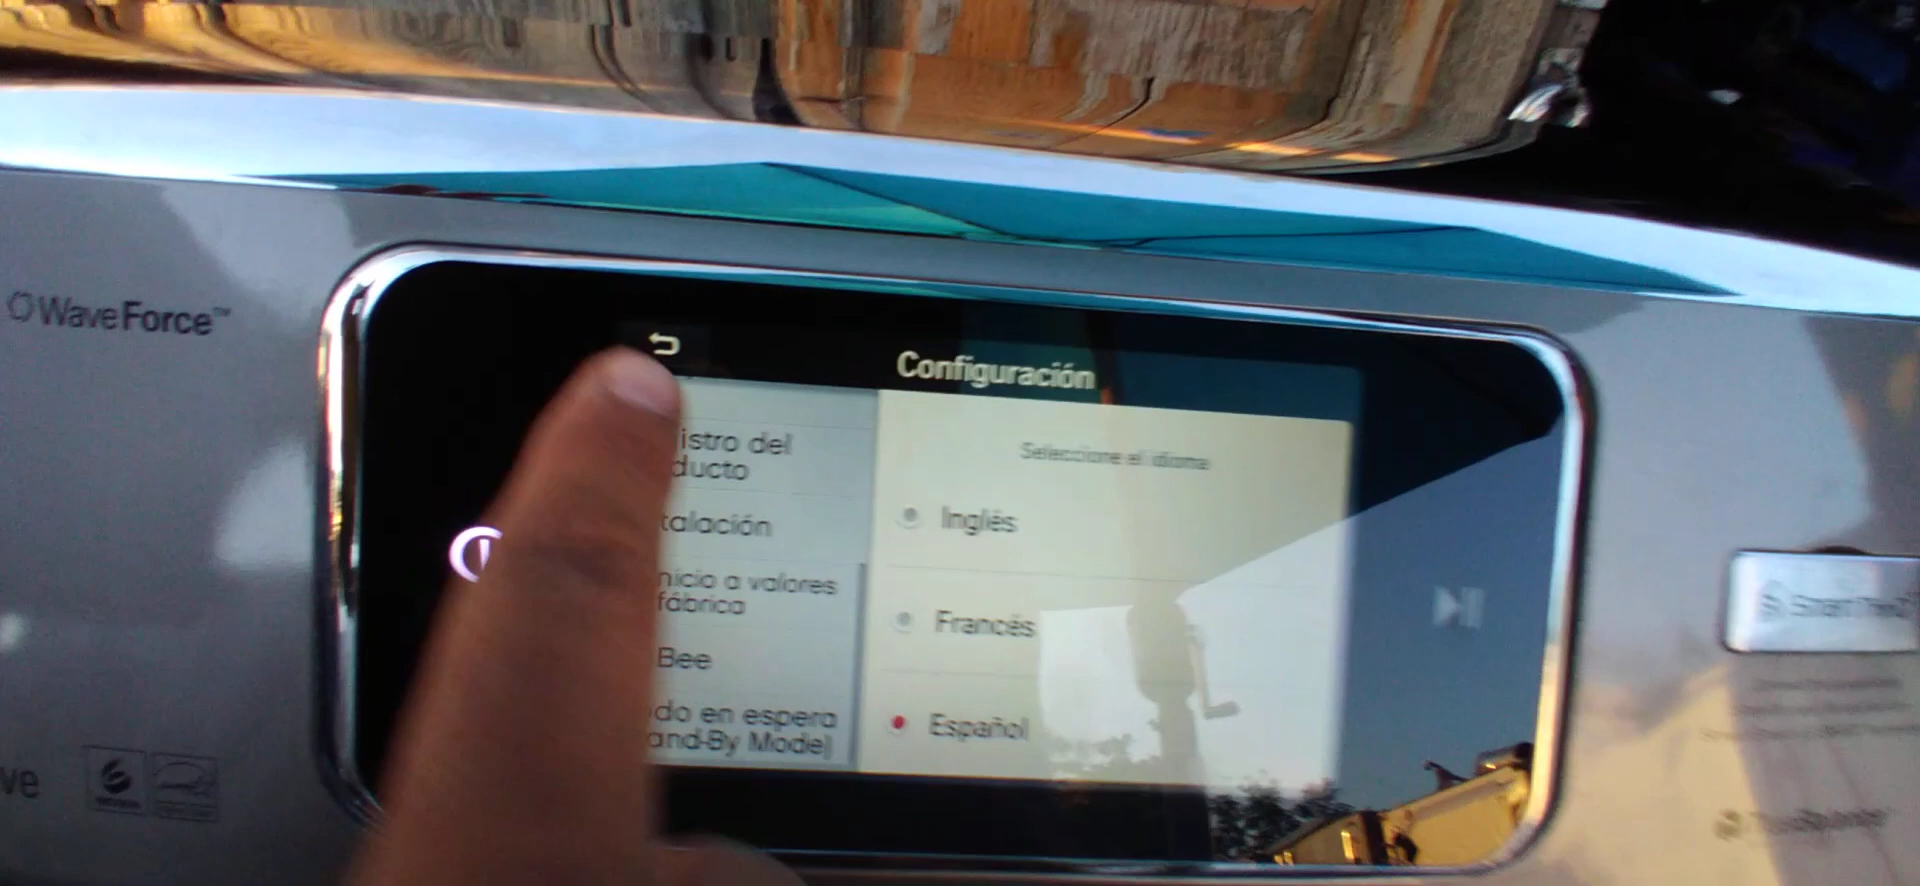 WaveForce™
Configuración
istro del
ducto
talación
nicio a valores
fábrica
Bee
do en espera
and-By Mode)
Seleccione el idioma
Inglés
Francés
Español
ve